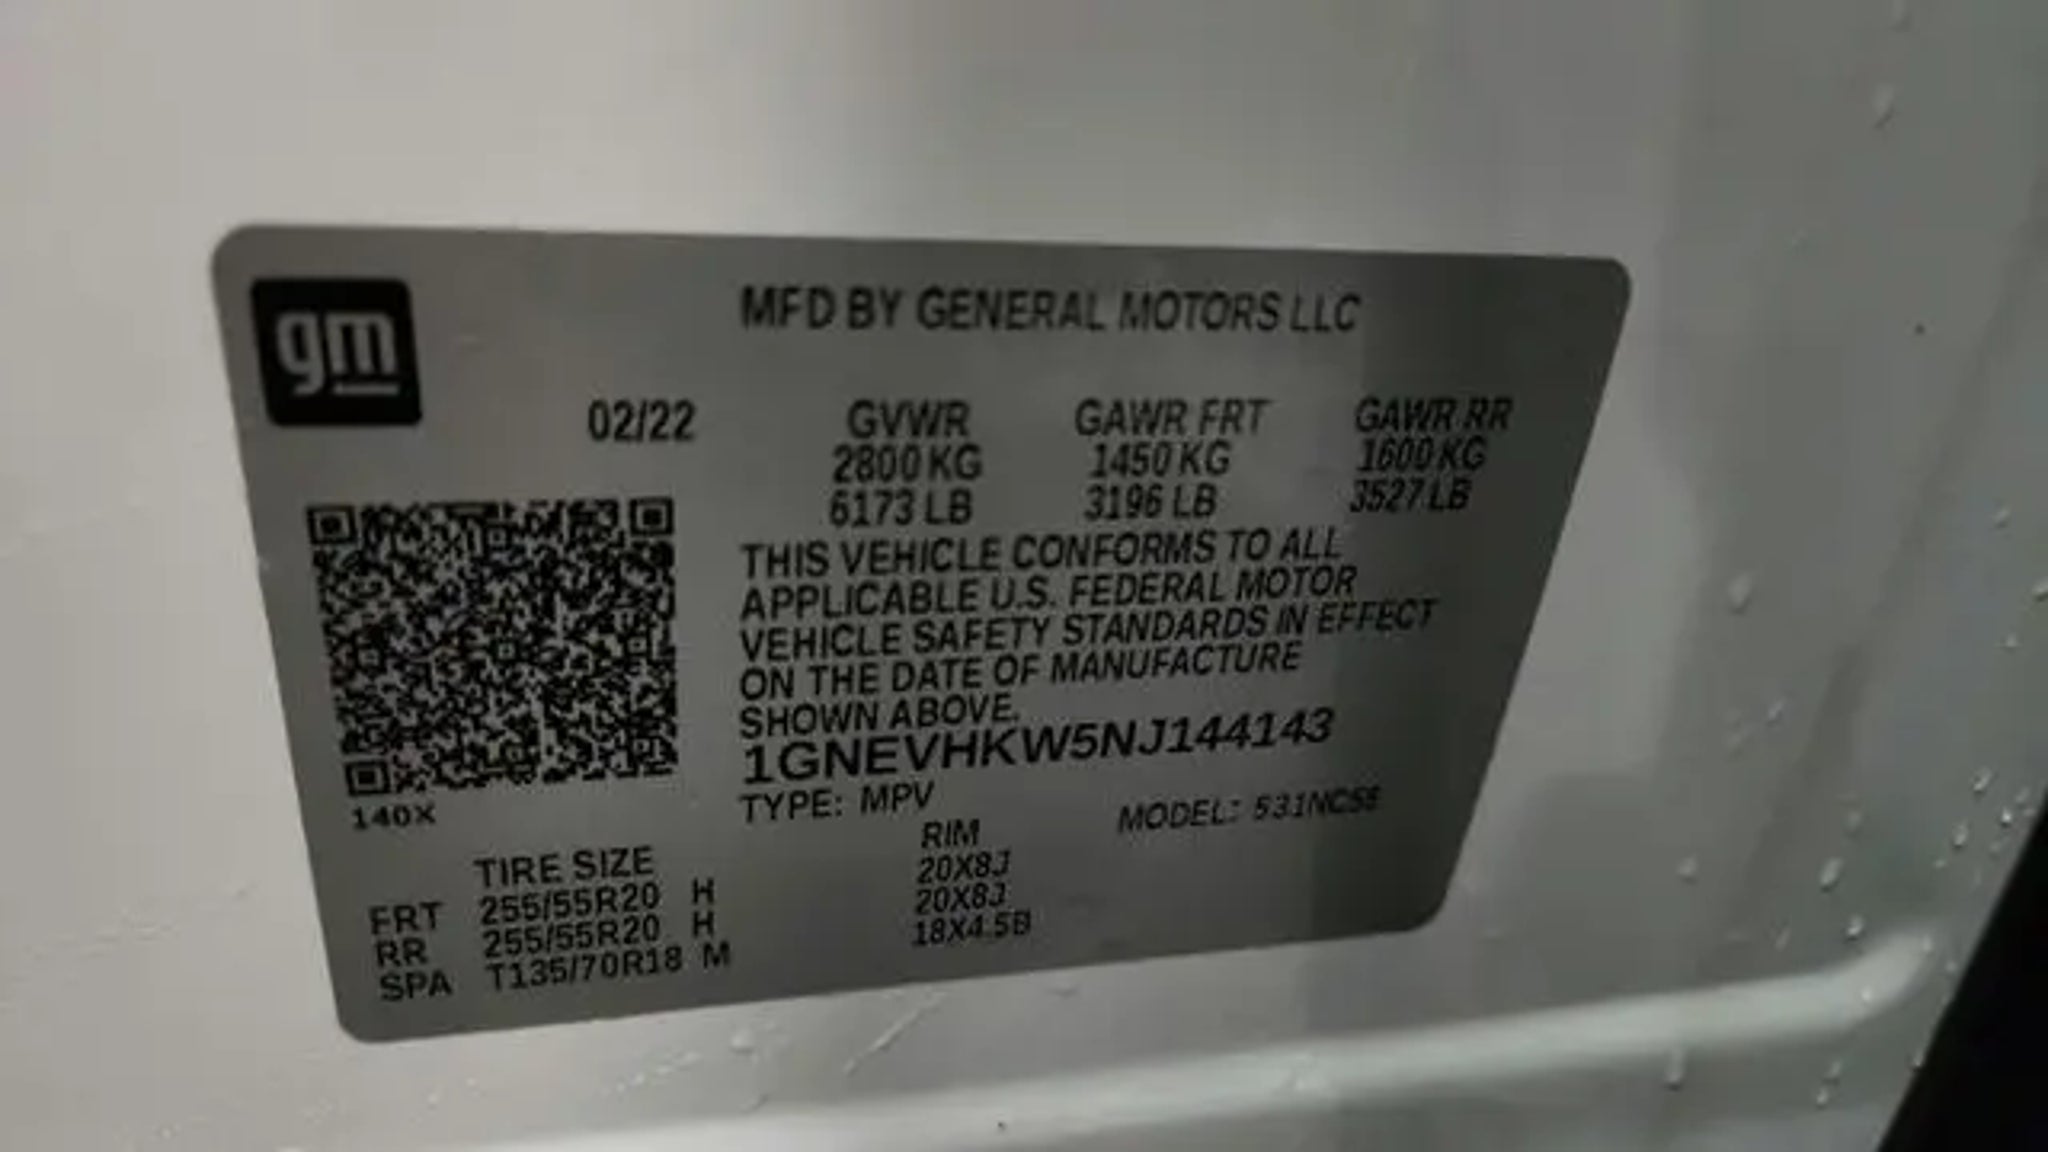 gm
MFD BY GENERAL MOTORS LLC
02/22 GVWR GAWR FRT GAWR RR
2800 KG 1450 KG 1600 KG
6173 LB 3196 LB 3527 LB
THIS VEHICLE CONFORMS TO ALL
APPLICABLE U.S. FEDERAL MOTOR
VEHICLE SAFETY STANDARDS IN EFFECT
ON THE DATE OF MANUFACTURE
SHOWN ABOVE.
1GNEVHKW5NJ144143
140X
TYPE: MPV MODEL:
TIRE SIZE RIM
FRT 255/55R20 H 20X8J
RR 255/55R20 H 20X8J
SPA T135/70R18 M 18X4.5B